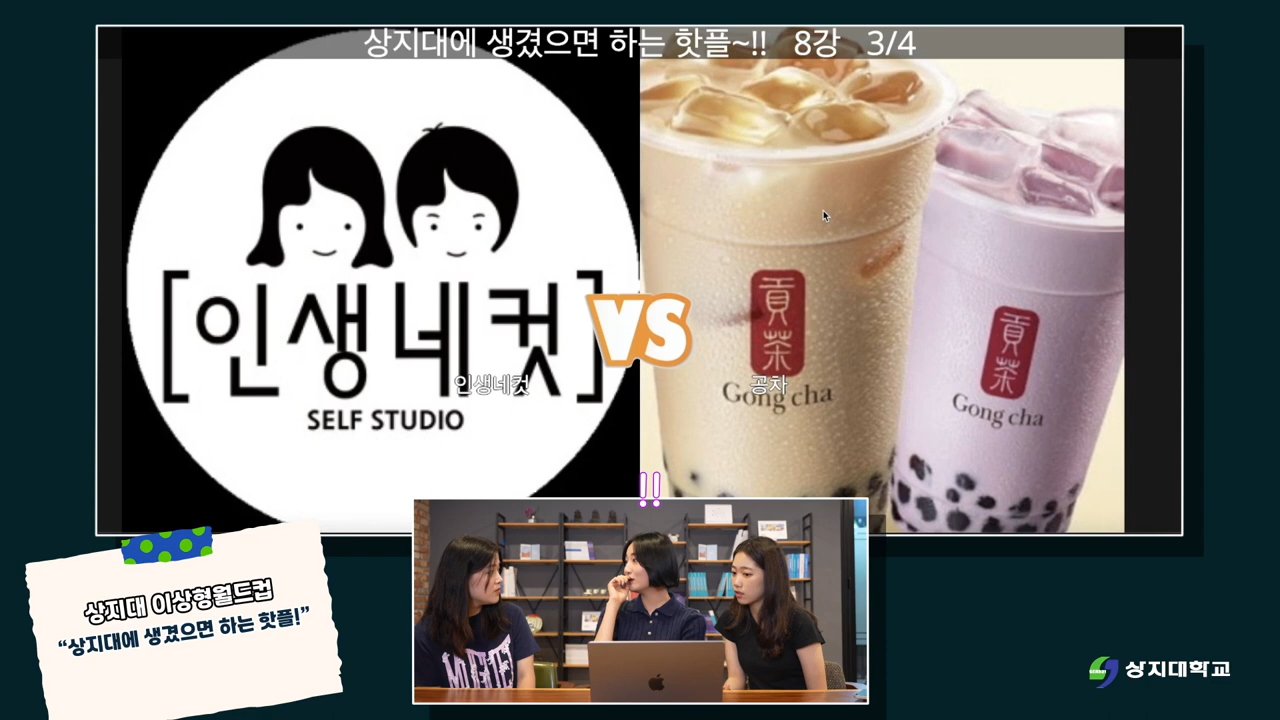 상지대에 생겼으면 하는 핫플~!! 8강 3/4
[인생네컷]
SELF STUDIO
인생네컷
VS
貢茶
Gong cha
공차
貢茶
Gong cha
!!
상지대 이상형월드컵
“상지대에 생겼으면 하는 핫플!”
상지대학교